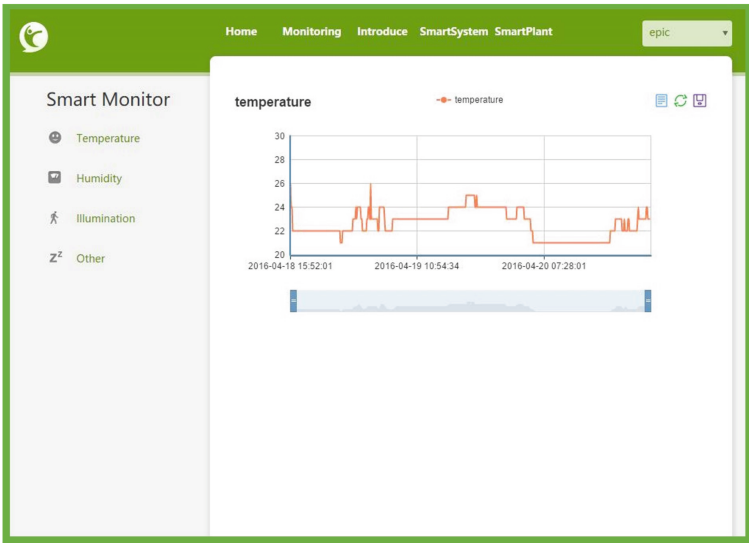 Home Monitoring Introduce SmartSystem SmartPlant epic
Smart Monitor
Temperature
Humidity
Illumination
Zz Other
temperature
temperature
30
28
26
24
22
20
2016-04-18 15:52:01 2016-04-19 10:54:34 2016-04-20 07:28:01